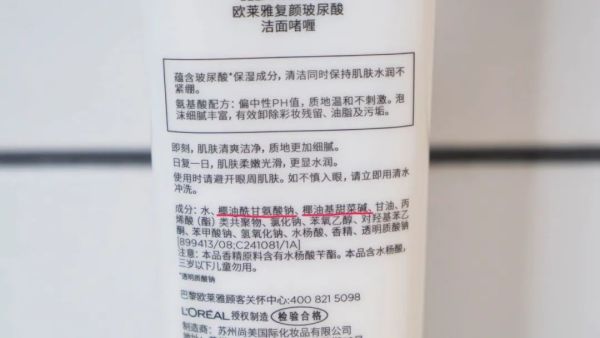 欧莱雅复颜玻尿酸
洁面啫喱
蕴含玻尿酸*保湿成分，清洁同时保持肌肤水润不
紧绷。
氨基酸配方：偏中性PH值，质地温和不刺激。泡
沫细腻丰富，有效卸除彩妆残留、油脂及污垢。
即刻，肌肤清爽洁净，质地更加细腻。
日复一日，肌肤柔嫩光滑，更显水润。
使用时请避开眼周肌肤。如不慎入眼，请立即用清水
冲洗。
成分：水、椰油酰甘氨酸钠、椰油基甜菜碱、甘油、丙
烯酸（酯）类共聚物、氯化钠、苯氧乙醇、对羟基苯乙
酮、苯甲酸钠、氢氧化钠、水杨酸、香精、透明质酸钠
[899413/08;C241081/1A]
注意：本品香精原料含有水杨酸苄酯。本品含水杨酸，
三岁以下儿童勿用。
*透明质酸钠
巴黎欧莱雅顾客关怀中心:400 821 5098
L'ORÉAL 授权制造 检验合格
制造商：苏州尚美国际化妆品有限公司